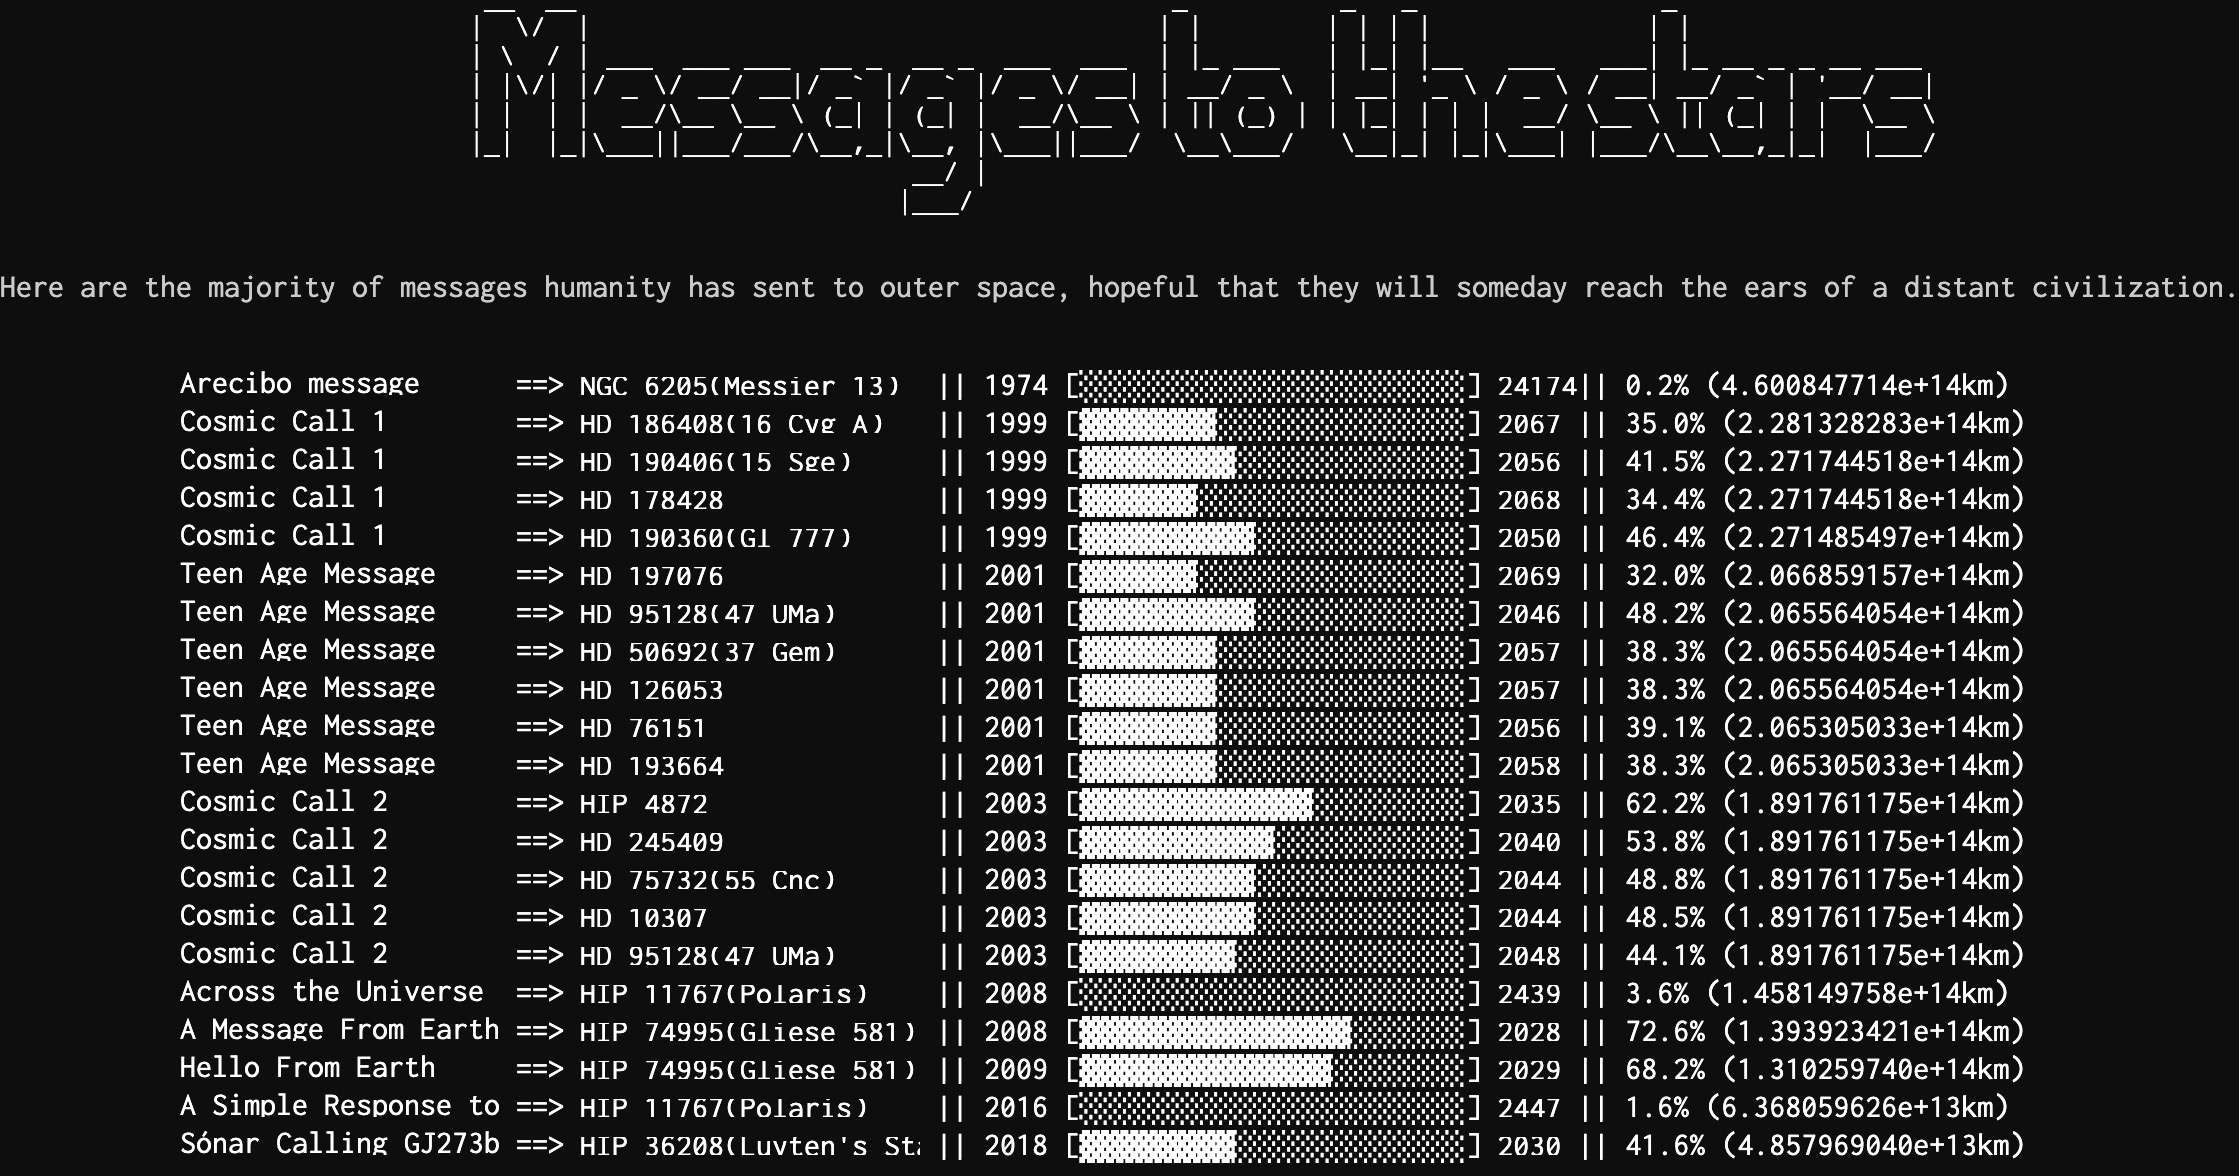 Messages to the stars
Here are the majority of messages humanity has sent to outer space, hopeful that they will someday reach the ears of a distant civilization.
Arecibo message ==> NGC 6205(Messier 13) || 1974 [] 24174|| 0.2% (4.600847714e+14km)
Cosmic Call 1 ==> HD 186408(16 Cyg A) || 1999 [] 2067 || 35.0% (2.281328283e+14km)
Cosmic Call 1 ==> HD 190406(15 Sge) || 1999 [] 2056 || 41.5% (2.271744518e+14km)
Cosmic Call 1 ==> HD 178428 || 1999 [] 2068 || 34.4% (2.271744518e+14km)
Cosmic Call 1 ==> HD 190360(Gl 777) || 1999 [] 2050 || 46.4% (2.271485497e+14km)
Teen Age Message ==> HD 197076 || 2001 [] 2069 || 32.0% (2.066859157e+14km)
Teen Age Message ==> HD 95128(47 UMa) || 2001 [] 2046 || 48.2% (2.065564054e+14km)
Teen Age Message ==> HD 50692(37 Gem) || 2001 [] 2057 || 38.3% (2.065564054e+14km)
Teen Age Message ==> HD 126053 || 2001 [] 2057 || 38.3% (2.065564054e+14km)
Teen Age Message ==> HD 76151 || 2001 [] 2056 || 39.1% (2.065305033e+14km)
Teen Age Message ==> HD 193664 || 2001 [] 2058 || 38.3% (2.065305033e+14km)
Cosmic Call 2 ==> HIP 4872 || 2003 [] 2035 || 62.2% (1.891761175e+14km)
Cosmic Call 2 ==> HD 245409 || 2003 [] 2040 || 53.8% (1.891761175e+14km)
Cosmic Call 2 ==> HD 75732(55 Cnc) || 2003 [] 2044 || 48.8% (1.891761175e+14km)
Cosmic Call 2 ==> HD 10307 || 2003 [] 2044 || 48.5% (1.891761175e+14km)
Cosmic Call 2 ==> HD 95128(47 UMa) || 2003 [] 2048 || 44.1% (1.891761175e+14km)
Across the Universe ==> HIP 11767(Polaris) || 2008 [] 2439 || 3.6% (1.458149758e+14km)
A Message From Earth ==> HIP 74995(Gliese 581) || 2008 [] 2028 || 72.6% (1.393923421e+14km)
Hello From Earth ==> HIP 74995(Gliese 581) || 2009 [] 2029 || 68.2% (1.310259740e+14km)
A Simple Response to ==> HIP 11767(Polaris) || 2016 [] 2447 || 1.6% (6.368059626e+13km)
Sónar Calling GJ273b ==> HIP 36208(Luyten's Sta || 2018 [] 2030 || 41.6% (4.857969040e+13km)